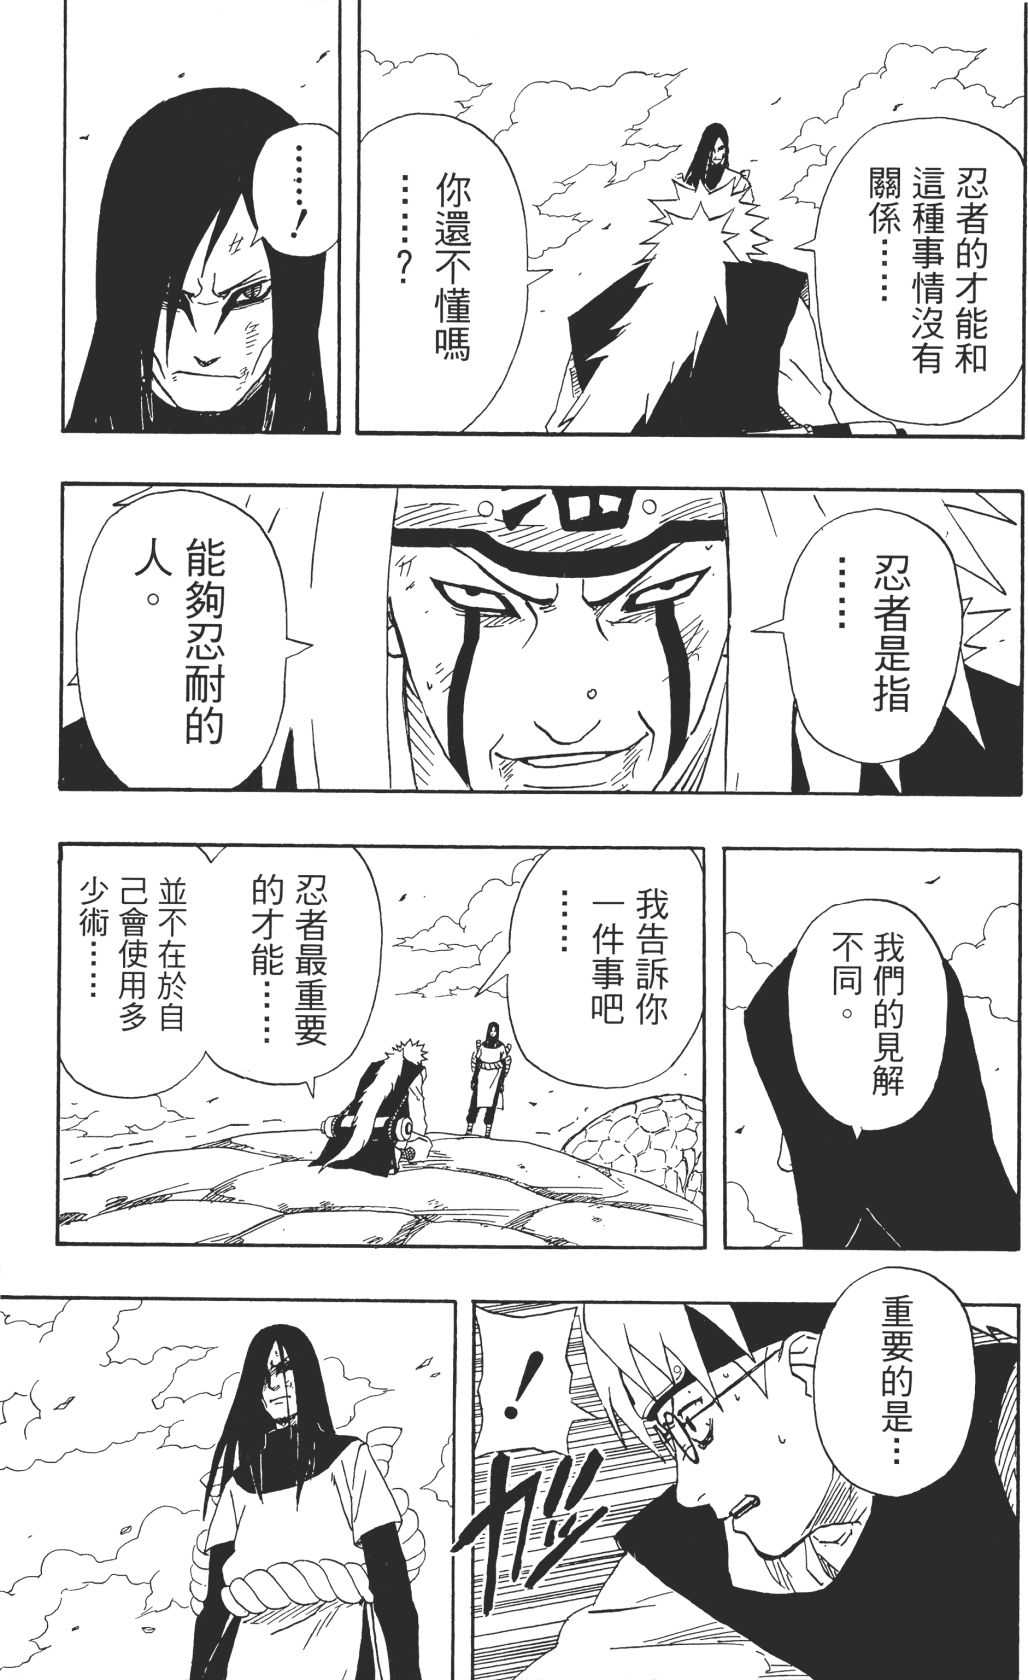 忍者的才能和
這種事情沒有
關係……
你還不懂嗎
……?
……!
忍者是指
……
能夠忍耐的
人。
我們的見解
不同。
我告訴你
一件事吧
……
忍者最重要
的才能……
並不在於自
己會使用多
少術……
重要的是…
!
ガッ